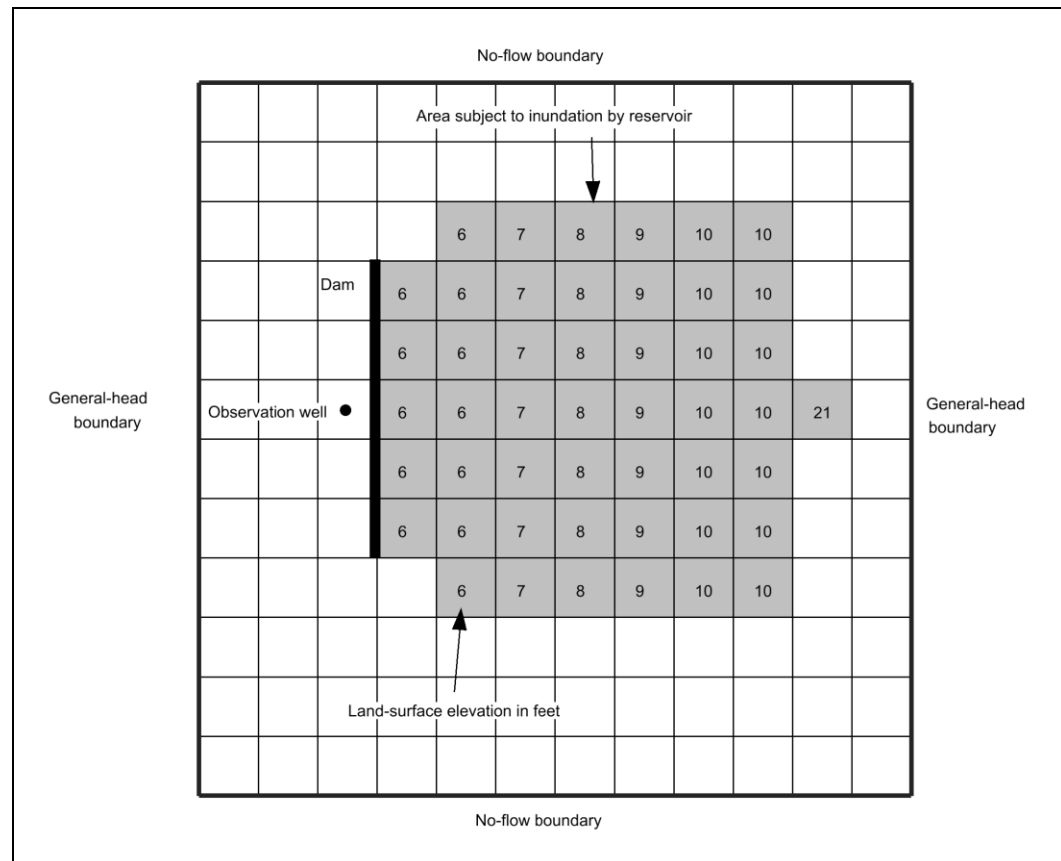 No-flow boundary
Area subject to inundation by reservoir
6 7 8 9 10 10
Dam
6 6 7 8 9 10 10
6 6 7 8 9 10 10
General-head
boundary
Observation well
6 6 7 8 9 10 10 21
General-head
boundary
6 6 7 8 9 10 10
6 6 7 8 9 10 10
6 7 8 9 10 10
Land-surface elevation in feet
No-flow boundary